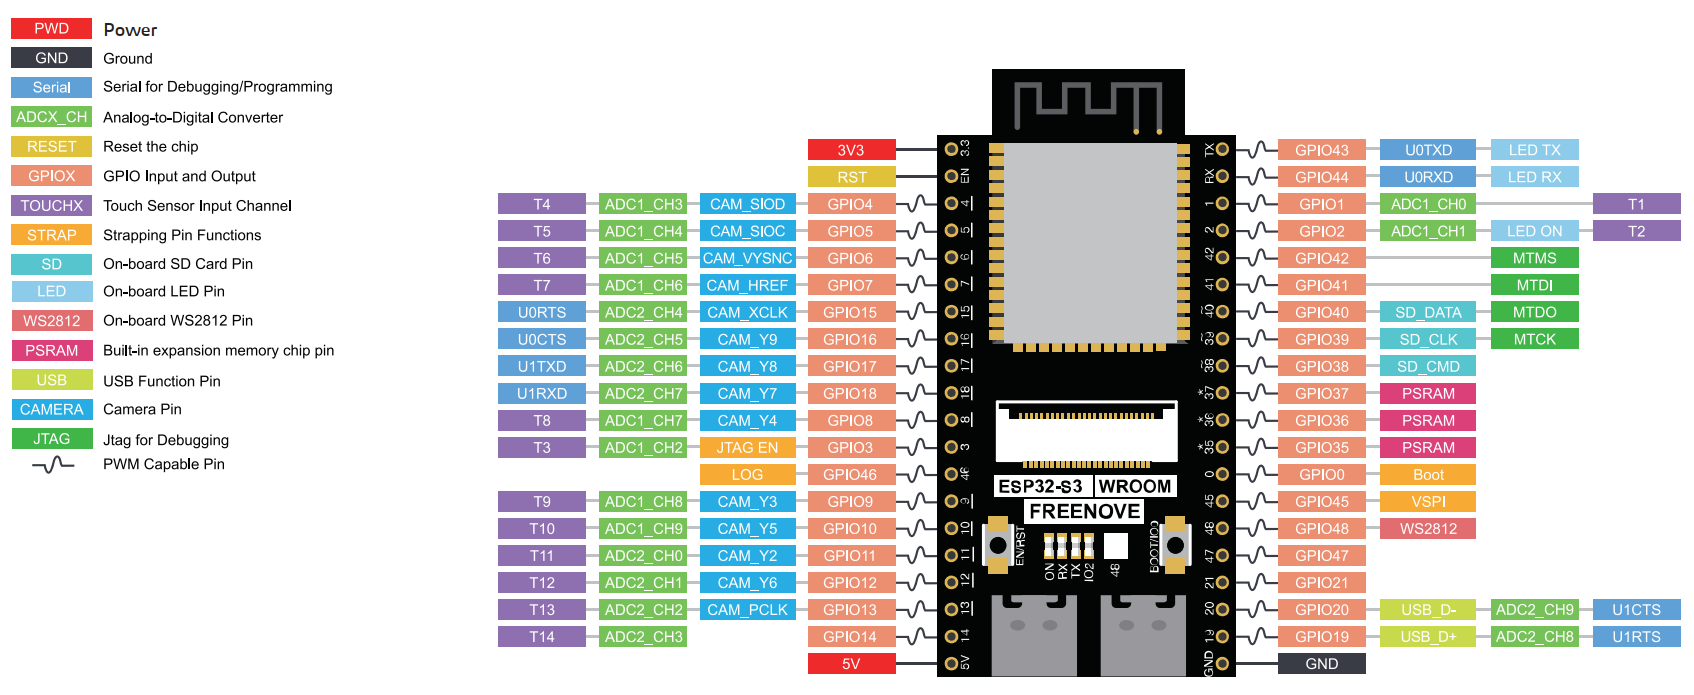 PWD Power
GND Ground
Serial Serial for Debugging/Programming
ADCX_CH Analog-to-Digital Converter
RESET Reset the chip
GPIOX GPIO Input and Output
TOUCHX Touch Sensor Input Channel
STRAP Strapping Pin Functions
SD On-board SD Card Pin
LED On-board LED Pin
WS2812 On-board WS2812 Pin
PSRAM Built-in expansion memory chip pin
USB USB Function Pin
CAMERA Camera Pin
JTAG Jtag for Debugging
PWM Capable Pin
3V3 3.3 TX GPIO43 U0TXD LED TX
RST EN RX GPIO44 U0RXD LED RX
T4 ADC1_CH3 CAM_SIOD GPIO4 4 1 GPIO1 ADC1_CH0 T1
T5 ADC1_CH4 CAM_SIOC GPIO5 5 2 GPIO2 ADC1_CH1 LED ON T2
T6 ADC1_CH5 CAM_VYSNC GPIO6 6 42 GPIO42 MTMS
T7 ADC1_CH6 CAM_HREF GPIO7 7 41 GPIO41 MTDI
U0RTS ADC2_CH4 CAM_XCLK GPIO15 15 40 GPIO40 SD_DATA MTDO
U0CTS ADC2_CH5 CAM_Y9 GPIO16 16 39 GPIO39 SD_CLK MTCK
U1TXD ADC2_CH6 CAM_Y8 GPIO17 17 38 GPIO38 SD_CMD
U1RXD ADC2_CH7 CAM_Y7 GPIO18 18 *37 GPIO37 PSRAM
T8 ADC1_CH7 CAM_Y4 GPIO8 8 *36 GPIO36 PSRAM
T3 ADC1_CH2 JTAG EN GPIO3 3 *35 GPIO35 PSRAM
LOG GPIO46 46 0 GPIO0 Boot
T9 ADC1_CH8 CAM_Y3 GPIO9 9 45 GPIO45 VSPI
T10 ADC1_CH9 CAM_Y5 GPIO10 10 48 GPIO48 WS2812
T11 ADC2_CH0 CAM_Y2 GPIO11 11 47 GPIO47
T12 ADC2_CH1 CAM_Y6 GPIO12 12 21 GPIO21
T13 ADC2_CH2 CAM_PCLK GPIO13 13 20 GPIO20 USB_D- ADC2_CH9 U1CTS
T14 ADC2_CH3 GPIO14 14 19 GPIO19 USB_D+ ADC2_CH8 U1RTS
5V 5V GND GND
ESP32-S3 WROOM
FREENOVE
EN/RST
BOOT/IO0
ON RX TX IO2 48